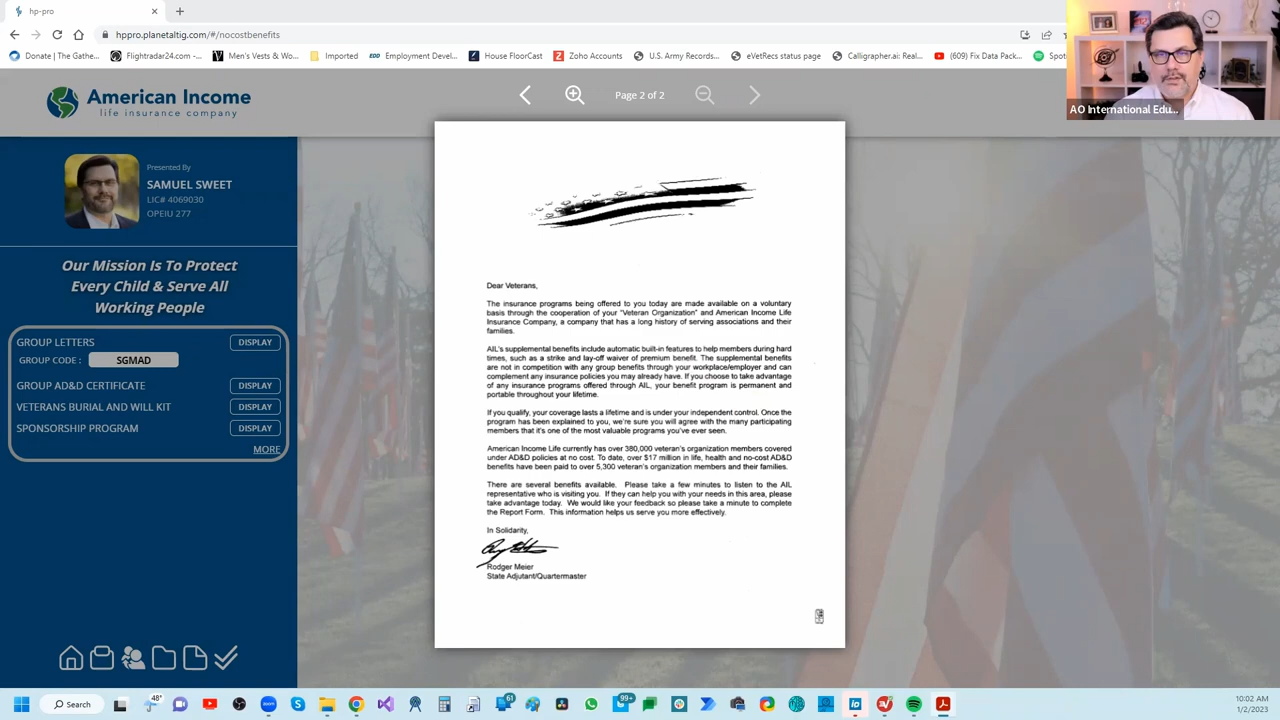 hp-pro
hppro.planetaltig.com/#/nocostbenefits
Donate | The Gathe...
Flightradar24.com -...
Men's Vests & Wo...
Imported
EDD Employment Devel...
House FloorCast
Zoho Accounts
U.S. Army Records...
eVetRecs status page
Calligrapher.ai: Real...
(609) Fix Data Pack...
Spot
AO International Edu...
American Income
life insurance company
Page 2 of 2
Presented By
SAMUEL SWEET
LIC# 4069030
OPEIU 277
Our Mission Is To Protect
Every Child & Serve All
Working People
GROUP LETTERS DISPLAY
GROUP CODE : SGMAD
GROUP AD&D CERTIFICATE DISPLAY
VETERANS BURIAL AND WILL KIT DISPLAY
SPONSORSHIP PROGRAM DISPLAY
MORE
Dear Veterans,
The insurance programs being offered to you today are made available on a voluntary
basis through the cooperation of your "Veteran Organization" and American Income Life
Insurance Company, a company that has a long history of serving associations and their
families.
AIL's supplemental benefits include automatic built-in features to help members during hard
times, such as a strike and lay-off waiver of premium benefit. The supplemental benefits
are not in competition with any group benefits through your workplace/employer and can
complement any insurance policies you may already have. If you choose to take advantage
of any insurance programs offered through AIL, your benefit program is permanent and
portable throughout your lifetime.
If you qualify, your coverage lasts a lifetime and is under your independent control. Once the
program has been explained to you, we're sure you will agree with the many participating
members that it's one of the most valuable programs you've ever seen.
American Income Life currently has over 380,000 veteran's organization members covered
under AD&D policies at no cost. To date, over $17 million in life, health and no-cost AD&D
benefits have been paid to over 5,300 veteran's organization members and their families.
There are several benefits available. Please take a few minutes to listen to the AIL
representative who is visiting you. If they can help you with your needs in this area, please
take advantage today. We would like your feedback so please take a minute to complete
the Report Form. This information helps us serve you more effectively.
In Solidarity,
Rodger Meier
State Adjutant/Quartermaster
Search
48°
61
99+
10:02 AM
1/2/2023